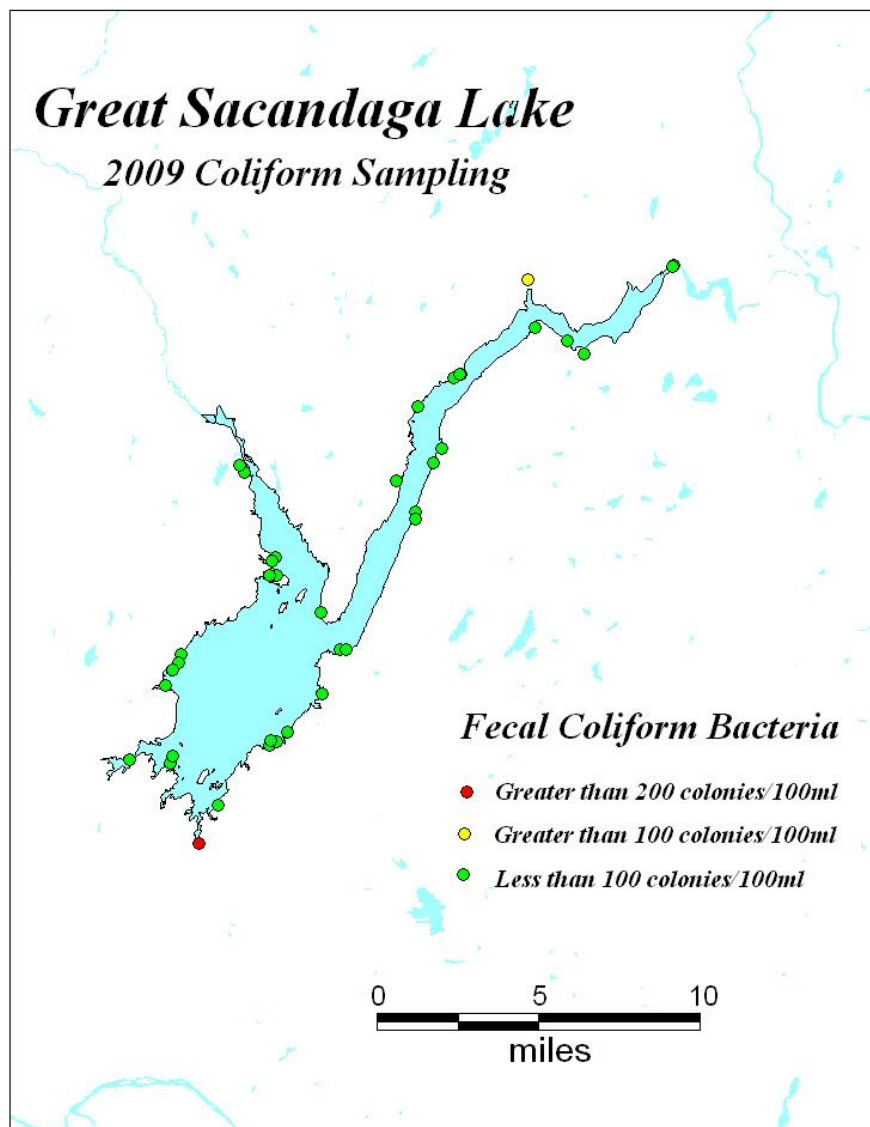 Great Sacandaga Lake
2009 Coliform Sampling
Fecal Coliform Bacteria
Greater than 200 colonies/100ml
Greater than 100 colonies/100ml
Less than 100 colonies/100ml
0 5 10
miles